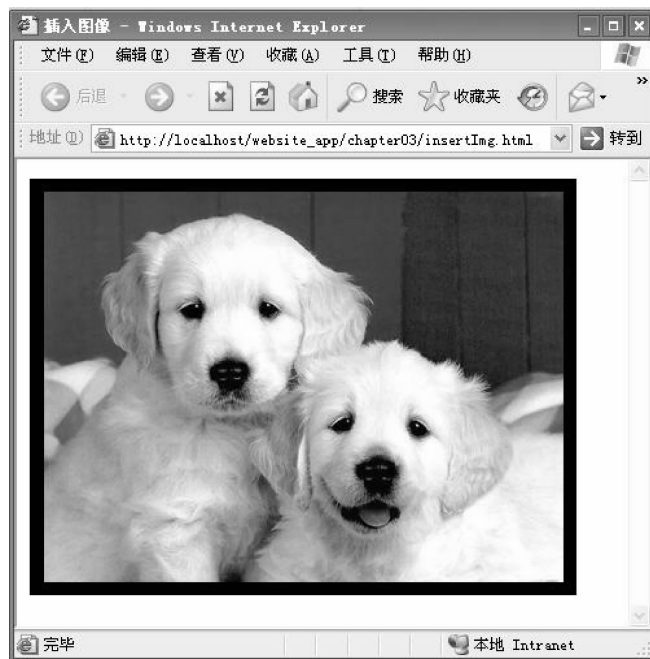 插入图像 - Windows Internet Explorer
文件(F) 编辑(E) 查看(V) 收藏(A) 工具(T) 帮助(H)
后退 搜索 收藏夹 »
地址(D) http://localhost/website_app/chapter03/insertImg.html 转到
完毕 本地 Intranet